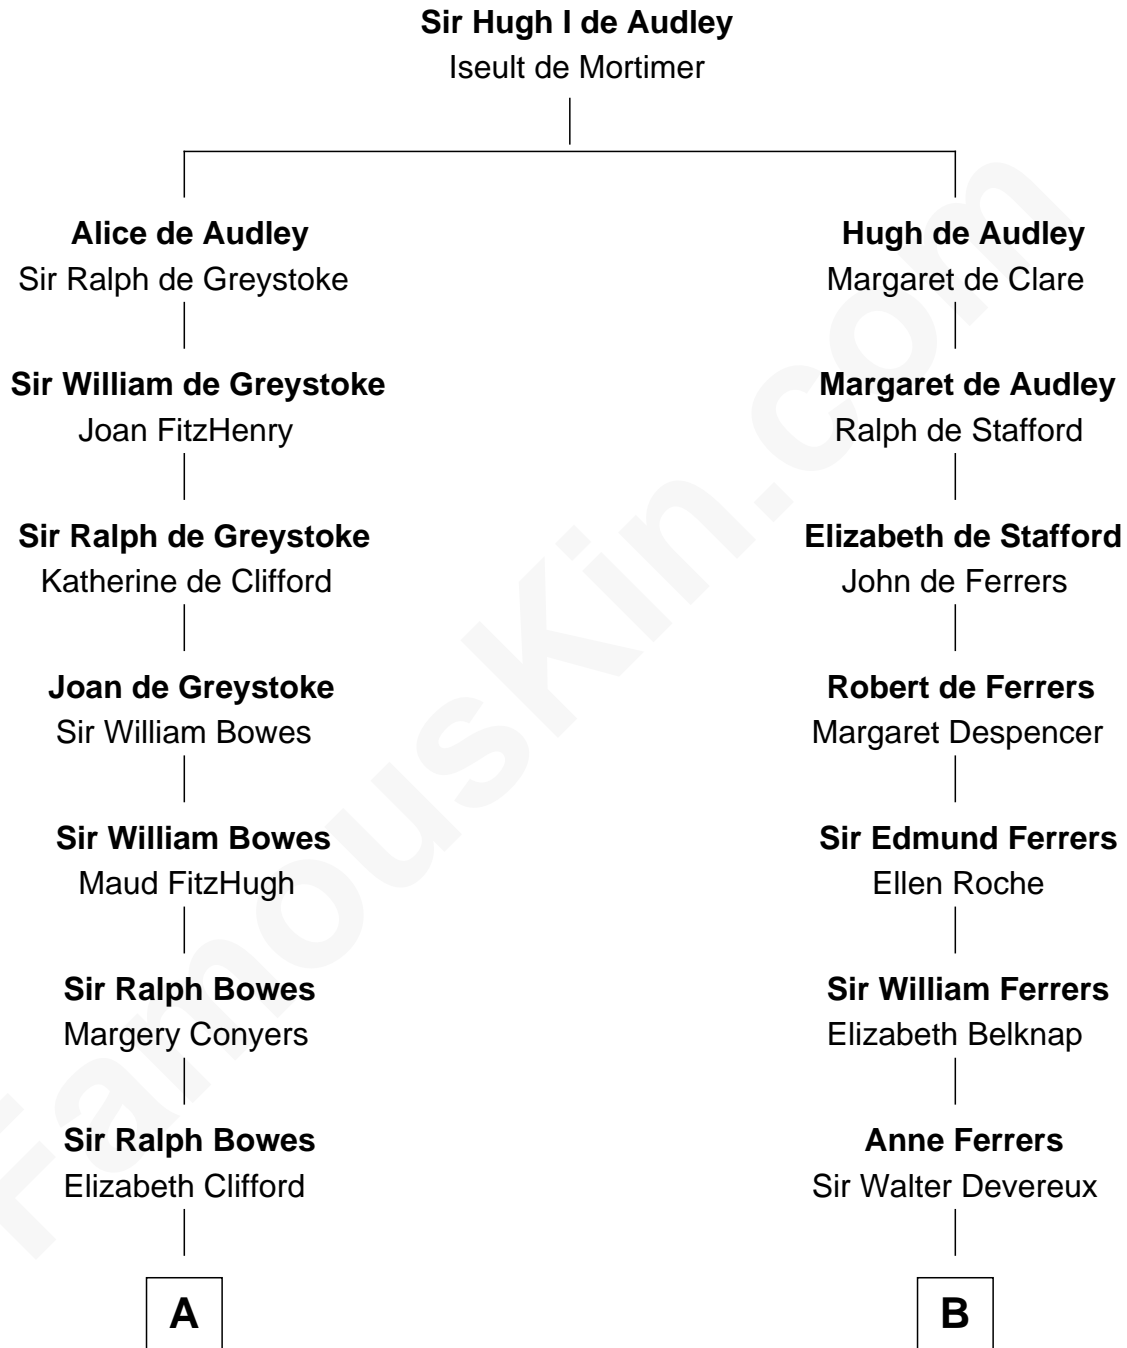 Sir Hugh I de Audley
Iseult de Mortimer
Alice de Audley
Sir Ralph de Greystoke
Hugh de Audley
Margaret de Clare
Sir William de Greystoke
Joan FitzHenry
Margaret de Audley
Ralph de Stafford
Sir Ralph de Greystoke
Katherine de Clifford
Elizabeth de Stafford
John de Ferrers
Joan de Greystoke
Sir William Bowes
Robert de Ferrers
Margaret Despencer
Sir William Bowes
Maud FitzHugh
Sir Edmund Ferrers
Ellen Roche
Sir Ralph Bowes
Margery Conyers
Sir William Ferrers
Elizabeth Belknap
Sir Ralph Bowes
Elizabeth Clifford
Anne Ferrers
Sir Walter Devereux
A
B
FamousKin.com